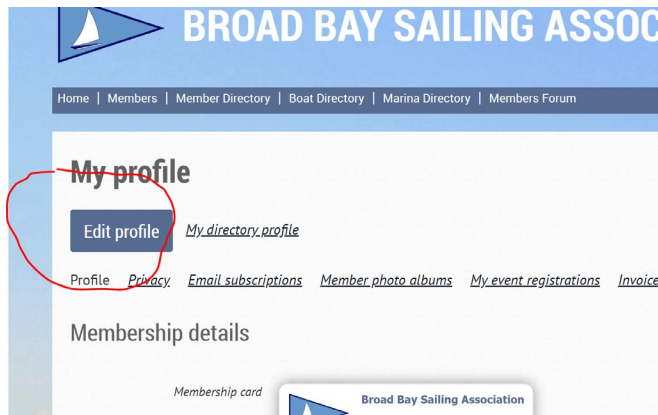 BROAD BAY SAILING ASSOC
Home | Members | Member Directory | Boat Directory | Marina Directory | Members Forum
My profile
Edit profile My directory profile
Profile Privacy Email subscriptions Member photo albums My event registrations Invoice
Membership details
Membership card
Broad Bay Sailing Association